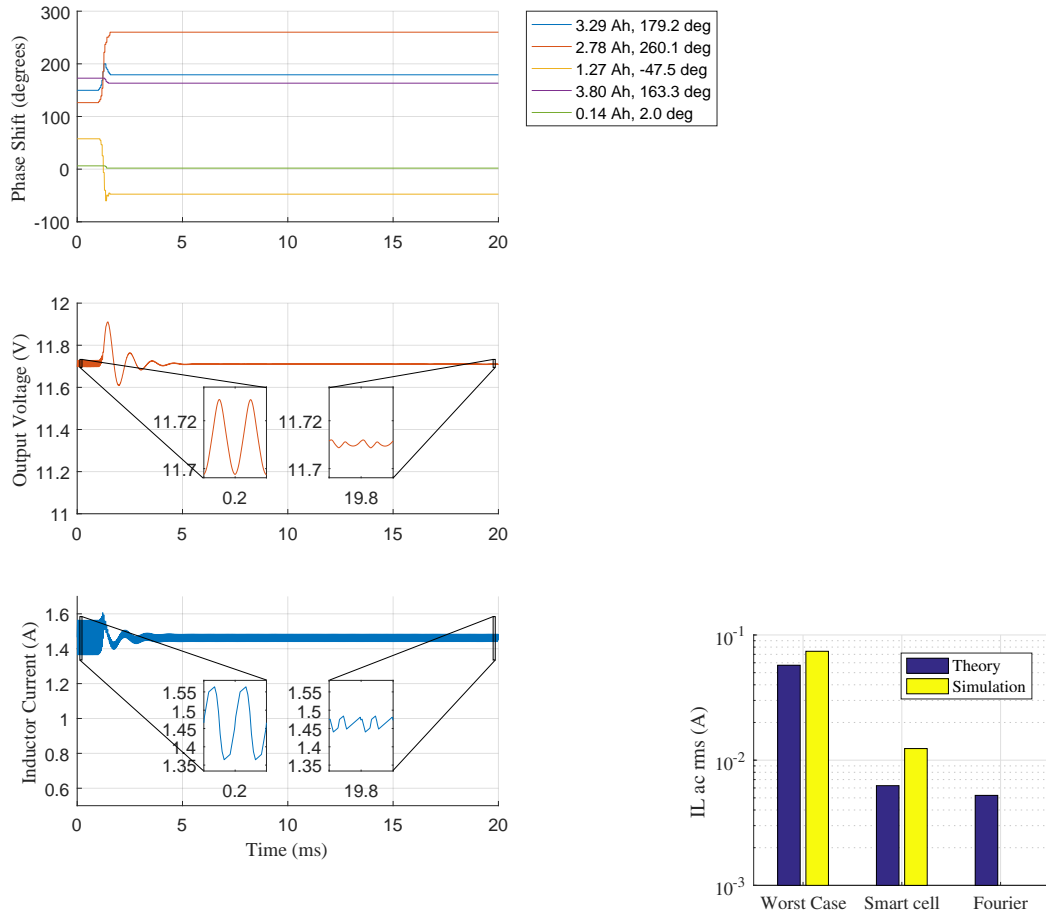 300
200
100
0
-100
Phase Shift (degrees)
0 5 10 15 20
3.29 Ah, 179.2 deg
2.78 Ah, 260.1 deg
1.27 Ah, -47.5 deg
3.80 Ah, 163.3 deg
0.14 Ah, 2.0 deg
12
11.8
11.6
11.4
11.2
11
Output Voltage (V)
11.72
11.7
0.2
11.72
11.7
19.8
0 5 10 15 20
1.6
1.4
1.2
1
0.8
0.6
Inductor Current (A)
1.55
1.5
1.45
1.4
1.35
0.2
1.55
1.5
1.45
1.4
1.35
19.8
0 5 10 15 20
Time (ms)
10-1
10-2
10-3
IL ac rms (A)
Theory
Simulation
Worst Case Smart cell Fourier